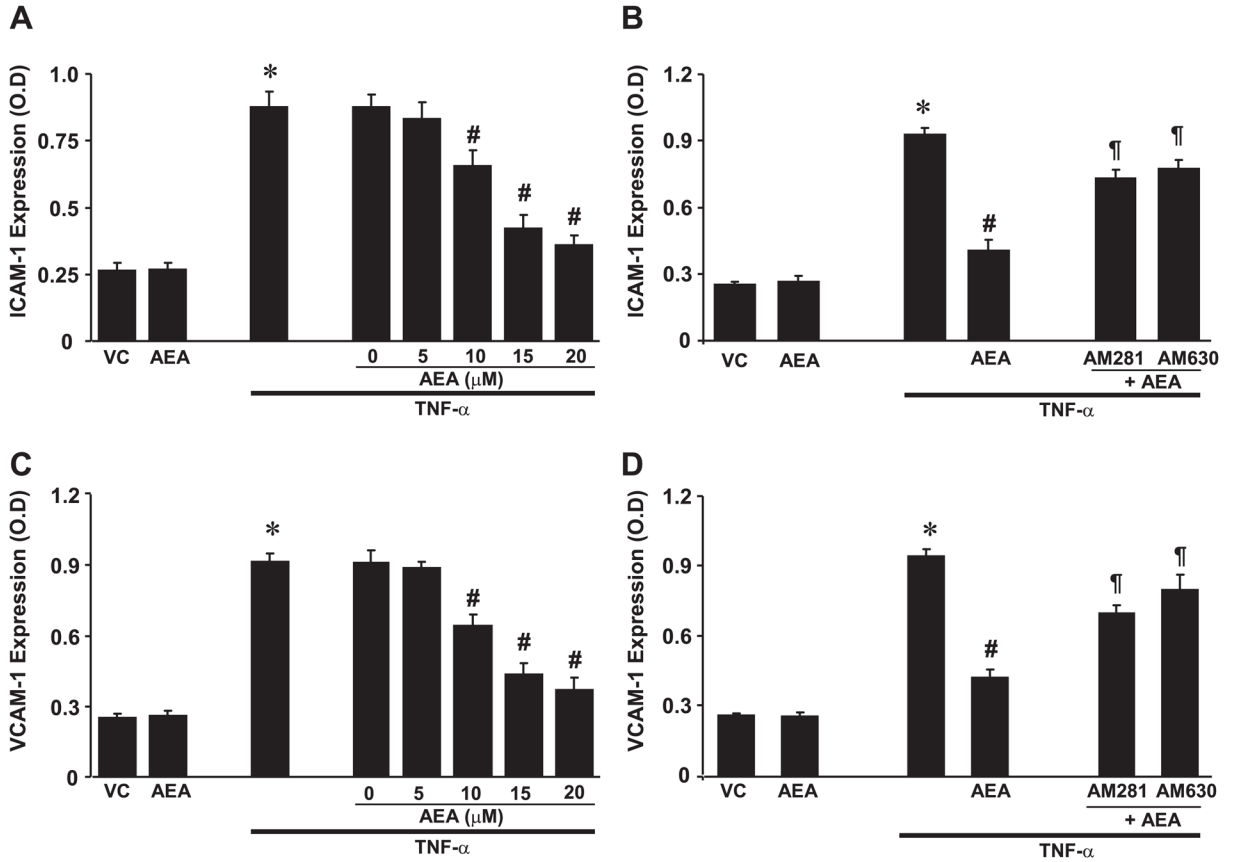 A
ICAM-1 Expression (O.D)
1.0
0.75
0.5
0.25
0
*
#
#
#
VC AEA
0 5 10 15 20
AEA (μM)
TNF-α
B
ICAM-1 Expression (O.D)
1.2
0.9
0.6
0.3
0
*
#
¶
¶
VC AEA AEA AM281 AM630
+ AEA
TNF-α
C
VCAM-1 Expression (O.D)
1.2
0.9
0.6
0.3
0
*
#
#
#
VC AEA
0 5 10 15 20
AEA (μM)
TNF-α
D
VCAM-1 Expression (O.D)
1.2
0.9
0.6
0.3
0
*
#
¶
¶
VC AEA AEA AM281 AM630
+ AEA
TNF-α